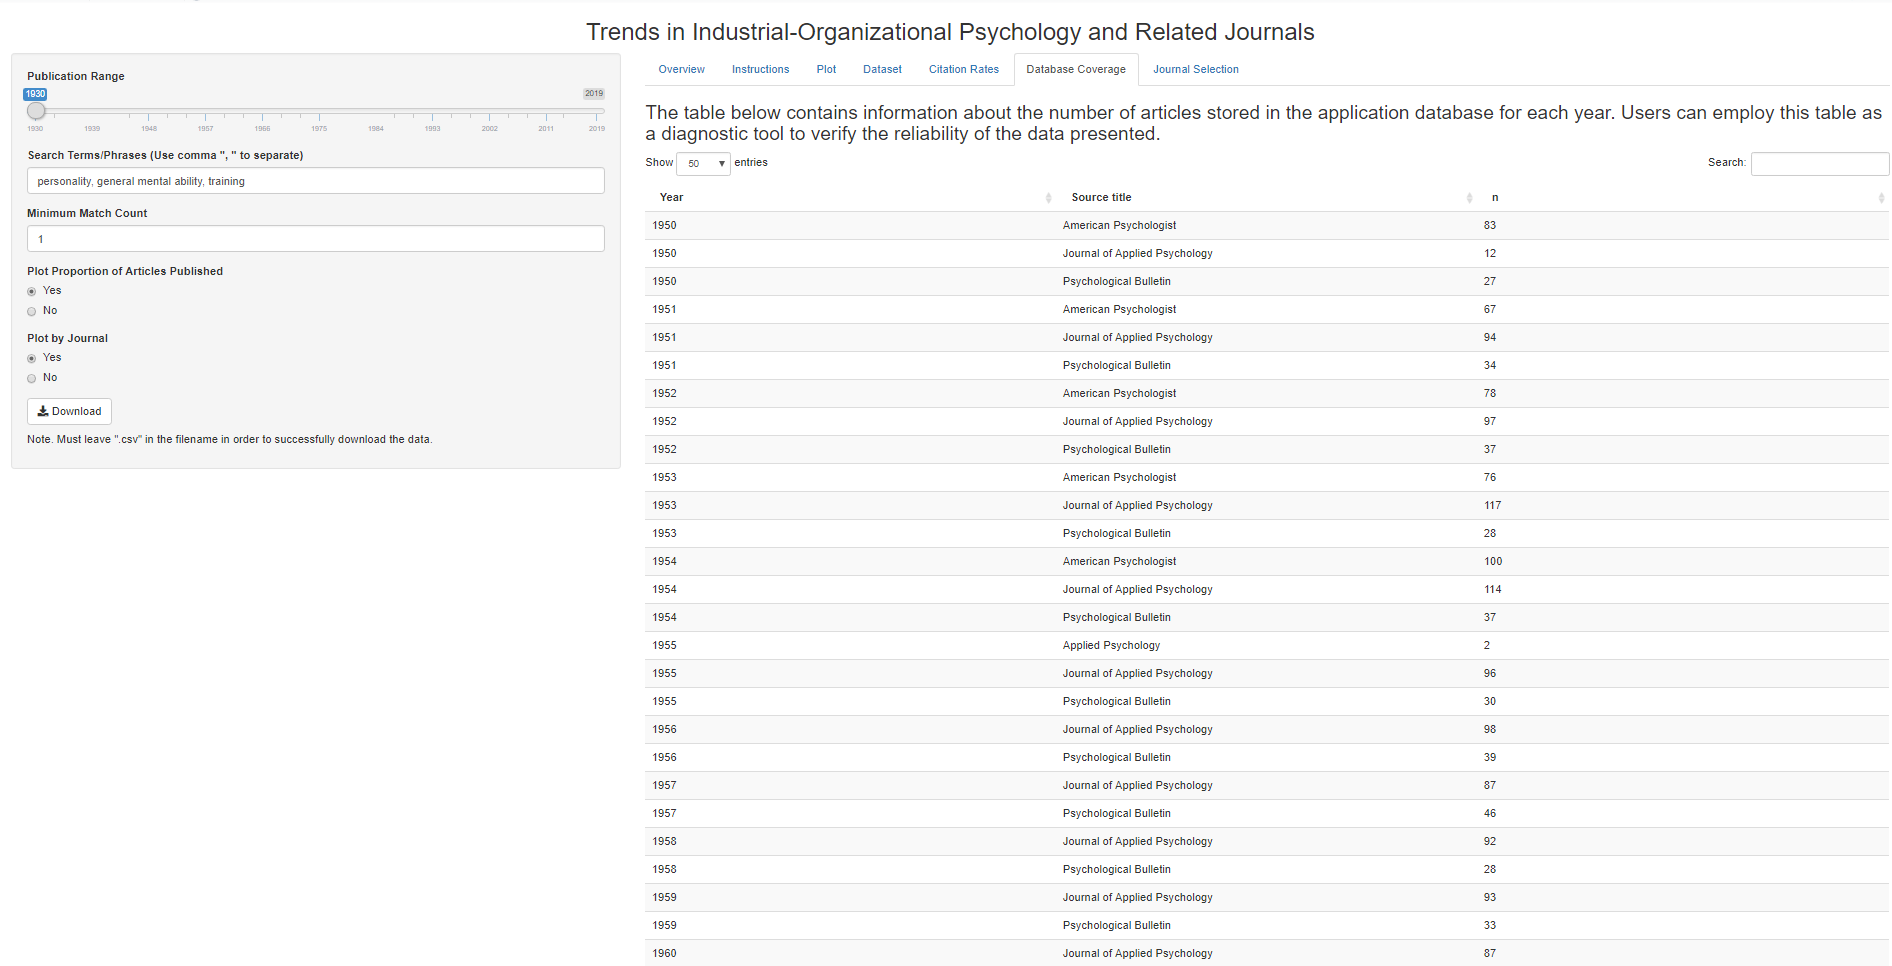 Trends in Industrial-Organizational Psychology and Related Journals
Publication Range
1930
2019
1930 1939 1948 1957 1966 1975 1984 1993 2002 2011 2019
Search Terms/Phrases (Use comma ", " to separate)
personality, general mental ability, training
Minimum Match Count
1
Plot Proportion of Articles Published
Yes
No
Plot by Journal
Yes
No
Download
Note. Must leave ".csv" in the filename in order to successfully download the data.
Overview Instructions Plot Dataset Citation Rates Database Coverage Journal Selection
The table below contains information about the number of articles stored in the application database for each year. Users can employ this table as
a diagnostic tool to verify the reliability of the data presented.
Show 50 entries Search:
Year Source title n
1950 American Psychologist 83
1950 Journal of Applied Psychology 12
1950 Psychological Bulletin 27
1951 American Psychologist 67
1951 Journal of Applied Psychology 94
1951 Psychological Bulletin 34
1952 American Psychologist 78
1952 Journal of Applied Psychology 97
1952 Psychological Bulletin 37
1953 American Psychologist 76
1953 Journal of Applied Psychology 117
1953 Psychological Bulletin 28
1954 American Psychologist 100
1954 Journal of Applied Psychology 114
1954 Psychological Bulletin 37
1955 Applied Psychology 2
1955 Journal of Applied Psychology 96
1955 Psychological Bulletin 30
1956 Journal of Applied Psychology 98
1956 Psychological Bulletin 39
1957 Journal of Applied Psychology 87
1957 Psychological Bulletin 46
1958 Journal of Applied Psychology 92
1958 Psychological Bulletin 28
1959 Journal of Applied Psychology 93
1959 Psychological Bulletin 33
1960 Journal of Applied Psychology 87